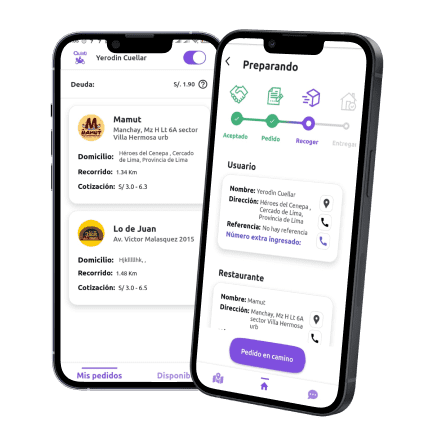 Yerodin Cuellar
Deuda: S/. 1.90 ?
Mamut
Manchay, Mz H Lt 6A sector
Villa Hermosa urb
Domicilio: Héroes del Cenepa , Cercado
de Lima, Provincia de Lima
Recorrido: 1.34 Km
Cotización: S/ 3.0 - 6.3
MAMUT
Lo de Juan
Av. Victor Malasquez 2015
Domicilio: Hjkllllhk, ,
Recorrido: 1.48 Km
Cotización: S/ 3.0 - 6.5
Mis pedidos
Disponib
Preparando
Aceptado
Pedido
Recoger
Entregar
Usuario
Nombre: Yerodin Cuellar
Dirección: Héroes del Cenepa ,
Cercado de Lima,
Provincia de Lima
Referencia: No hay referencia
Número extra ingresado:
Restaurante
Nombre: Mamut
Dirección: Manchay, Mz H Lt 6A
sector Villa Hermosa
urb
Pedido en camino